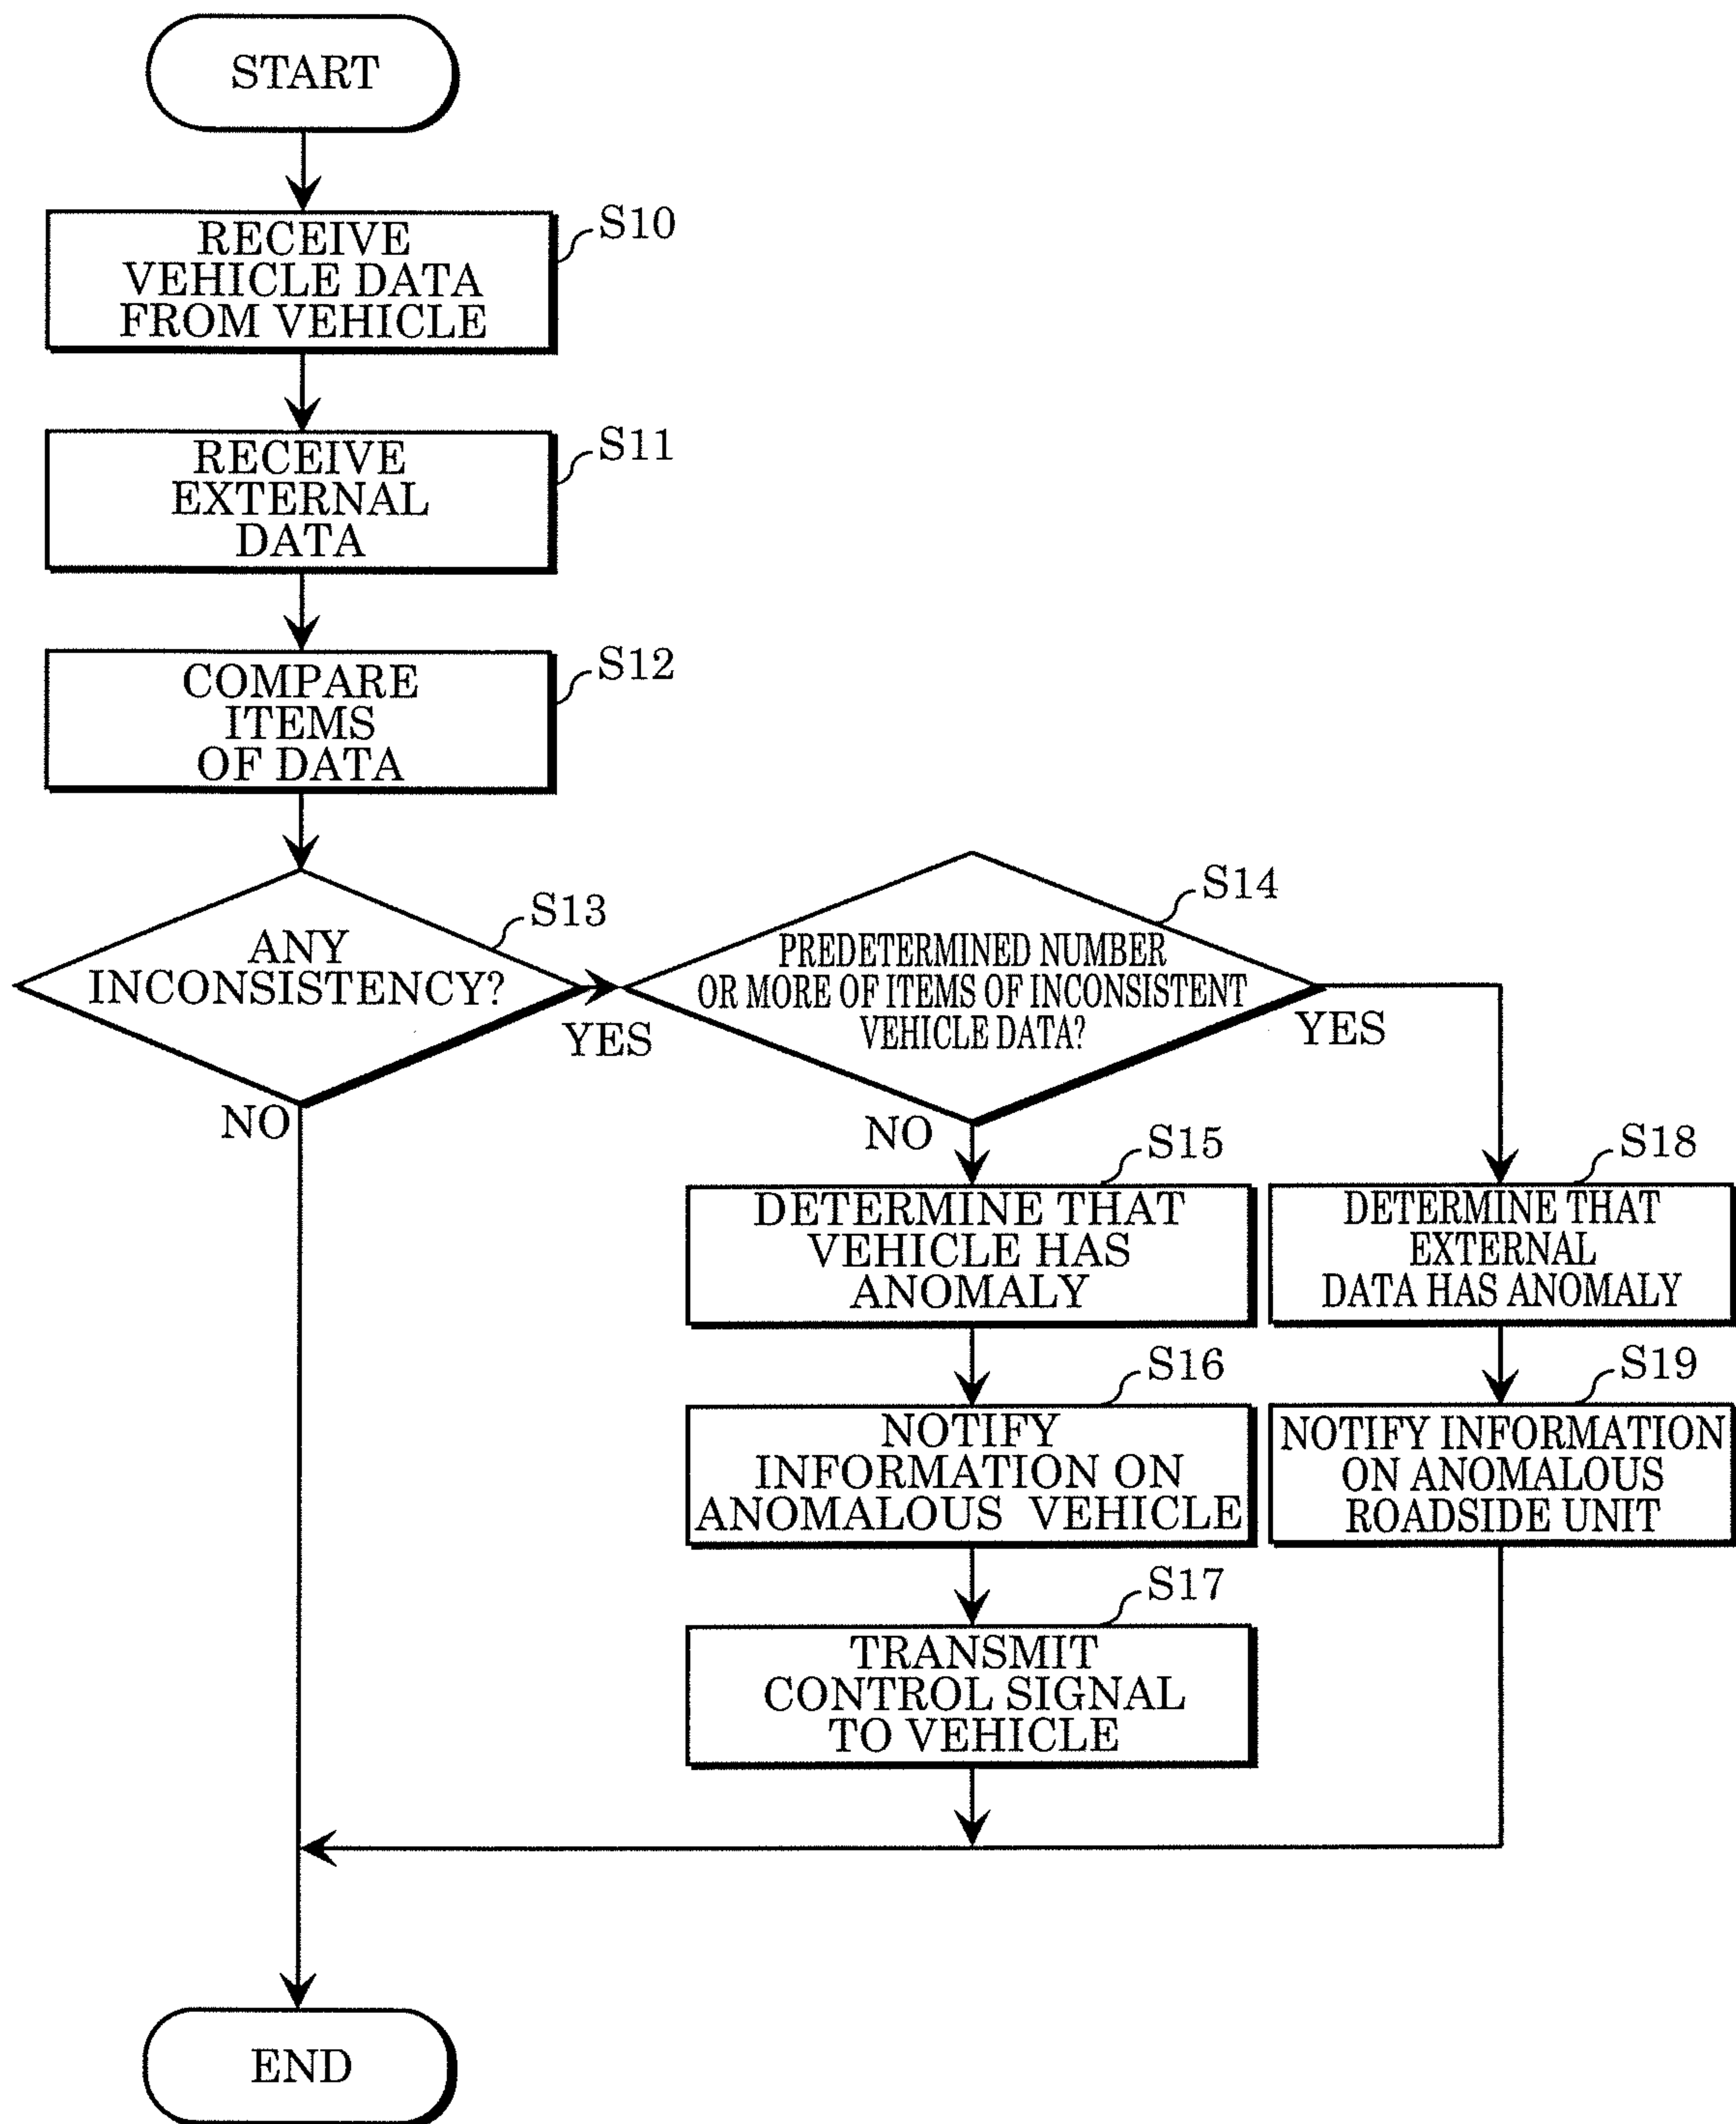 START
S10
RECEIVE
VEHICLE DATA
FROM VEHICLE
S11
RECEIVE
EXTERNAL
DATA
S12
COMPARE
ITEMS
OF DATA
S13
ANY
INCONSISTENCY?
YES
NO
S14
PREDETERMINED NUMBER
OR MORE OF ITEMS OF INCONSISTENT
VEHICLE DATA?
YES
NO
S15
DETERMINE THAT
VEHICLE HAS
ANOMALY
S18
DETERMINE THAT
EXTERNAL
DATA HAS ANOMALY
S16
NOTIFY
INFORMATION ON
ANOMALOUS VEHICLE
S19
NOTIFY INFORMATION
ON ANOMALOUS
ROADSIDE UNIT
S17
TRANSMIT
CONTROL SIGNAL
TO VEHICLE
END